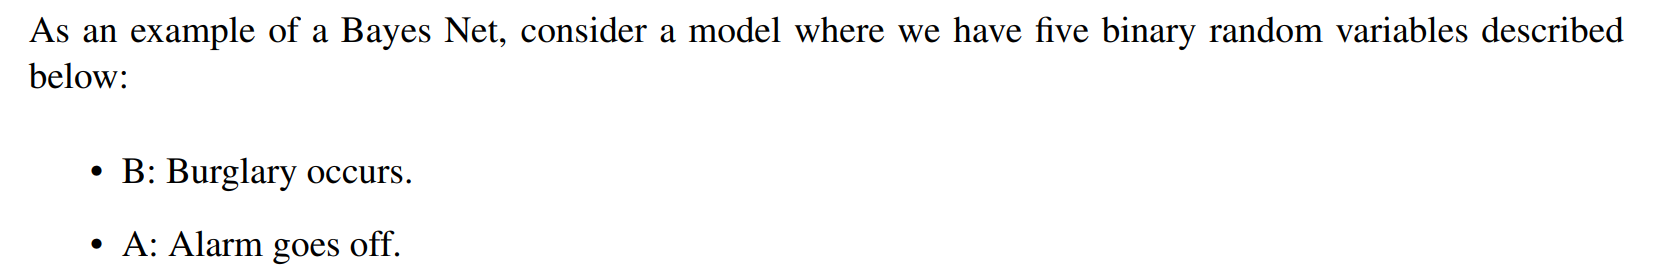 As an example of a Bayes Net, consider a model where we have five binary random variables described
below:
• B: Burglary occurs.
• A: Alarm goes off.